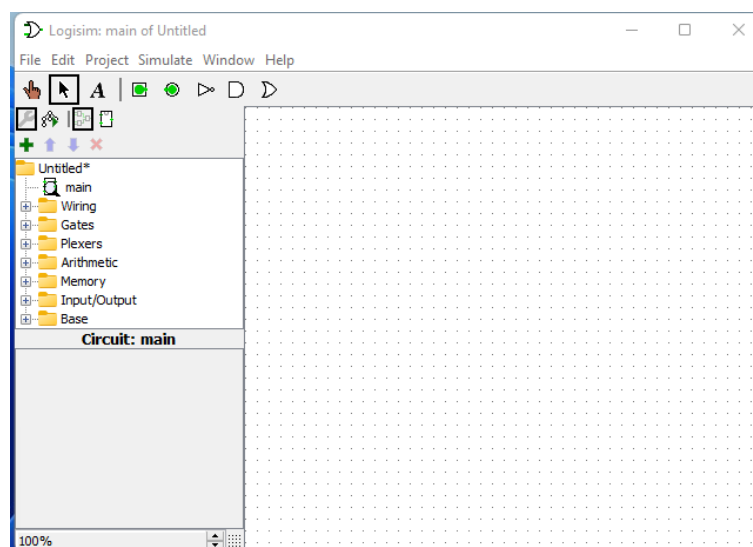 Logisim: main of Untitled
File Edit Project Simulate Window Help
A
Untitled*
main
Wiring
Gates
Plexers
Arithmetic
Memory
Input/Output
Base
Circuit: main
100%